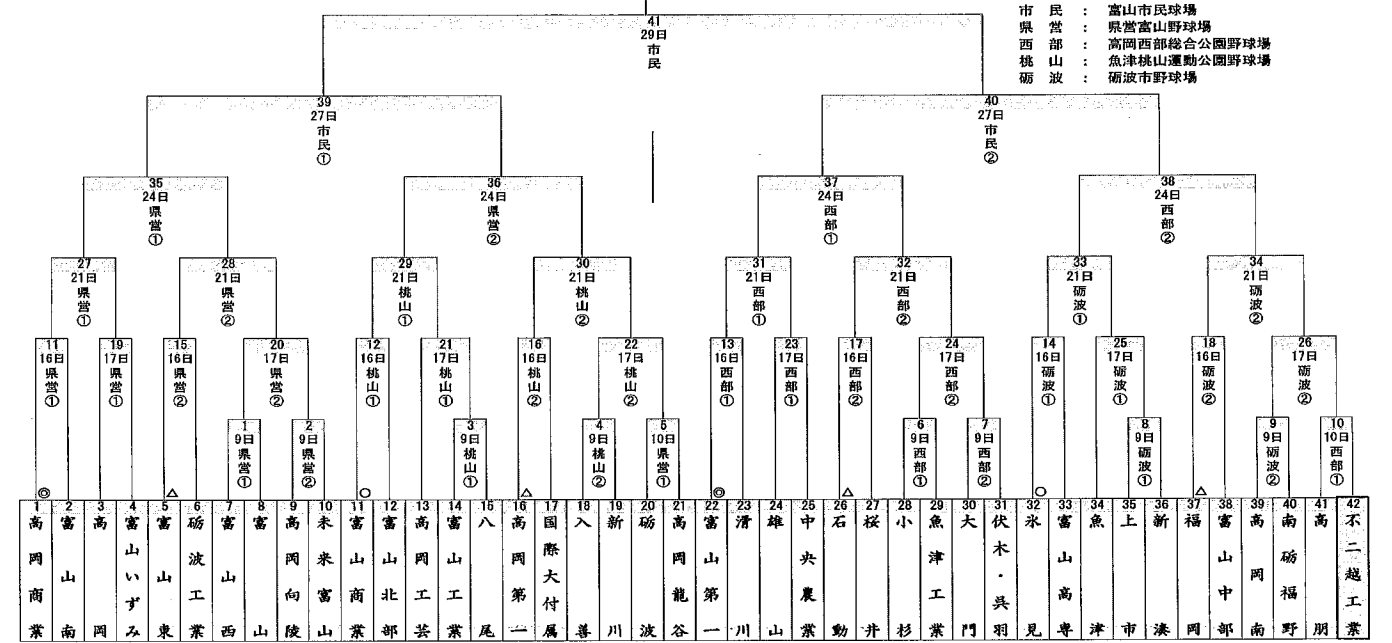 市民 : 富山市民球場
県営 : 県営富山野球場
西部 : 高岡西部総合公園野球場
桃山 : 魚津桃山運動公園野球場
砺波 : 砺波市野球場
41
29日
市民
39
27日
市民①
40
27日
市民②
35
24日
県営①
36
24日
県営②
37
24日
西部①
38
24日
西部②
27
21日
県営①
28
21日
県営②
29
21日
桃山①
30
21日
桃山②
31
21日
西部①
32
21日
西部②
33
21日
砺波①
34
21日
砺波②
11
16日
県営①
19
17日
県営①
15
16日
県営②
20
17日
県営②
12
16日
桃山①
21
17日
桃山①
16
16日
桃山②
22
17日
桃山②
13
16日
西部①
23
17日
西部①
17
16日
西部②
24
17日
西部②
14
16日
砺波①
25
17日
砺波①
18
16日
砺波②
26
17日
砺波②
1
9日
県営①
2
9日
県営②
3
9日
桃山①
4
9日
桃山②
5
10日
県営①
6
9日
西部①
7
9日
西部②
8
9日
砺波①
9
9日
砺波②
10
10日
西部①
◎ △ ○ △ ◎ △ ○ △
1 高岡商業
2 富山南
3 高岡
4 富山いずみ
5 富山東
6 砺波工業
7 富山西
8 富山
9 高岡向陵
10 未来富山
11 富山商業
12 富山北部
13 高岡工芸
14 富山工業
15 八尾
16 高岡第一
17 国際大付属
18 入善
19 新川
20 砺波
21 高岡龍谷
22 富山第一
23 滑川
24 雄山
25 中央農業
26 石動
27 桜井
28 小杉
29 魚津工業
30 大門
31 伏木・呉羽
32 氷見
33 富山高専
34 魚津
35 上市
36 新湊
37 福岡
38 富山中部
39 高岡南
40 南砺福野
41 高朋
42 不二越工業